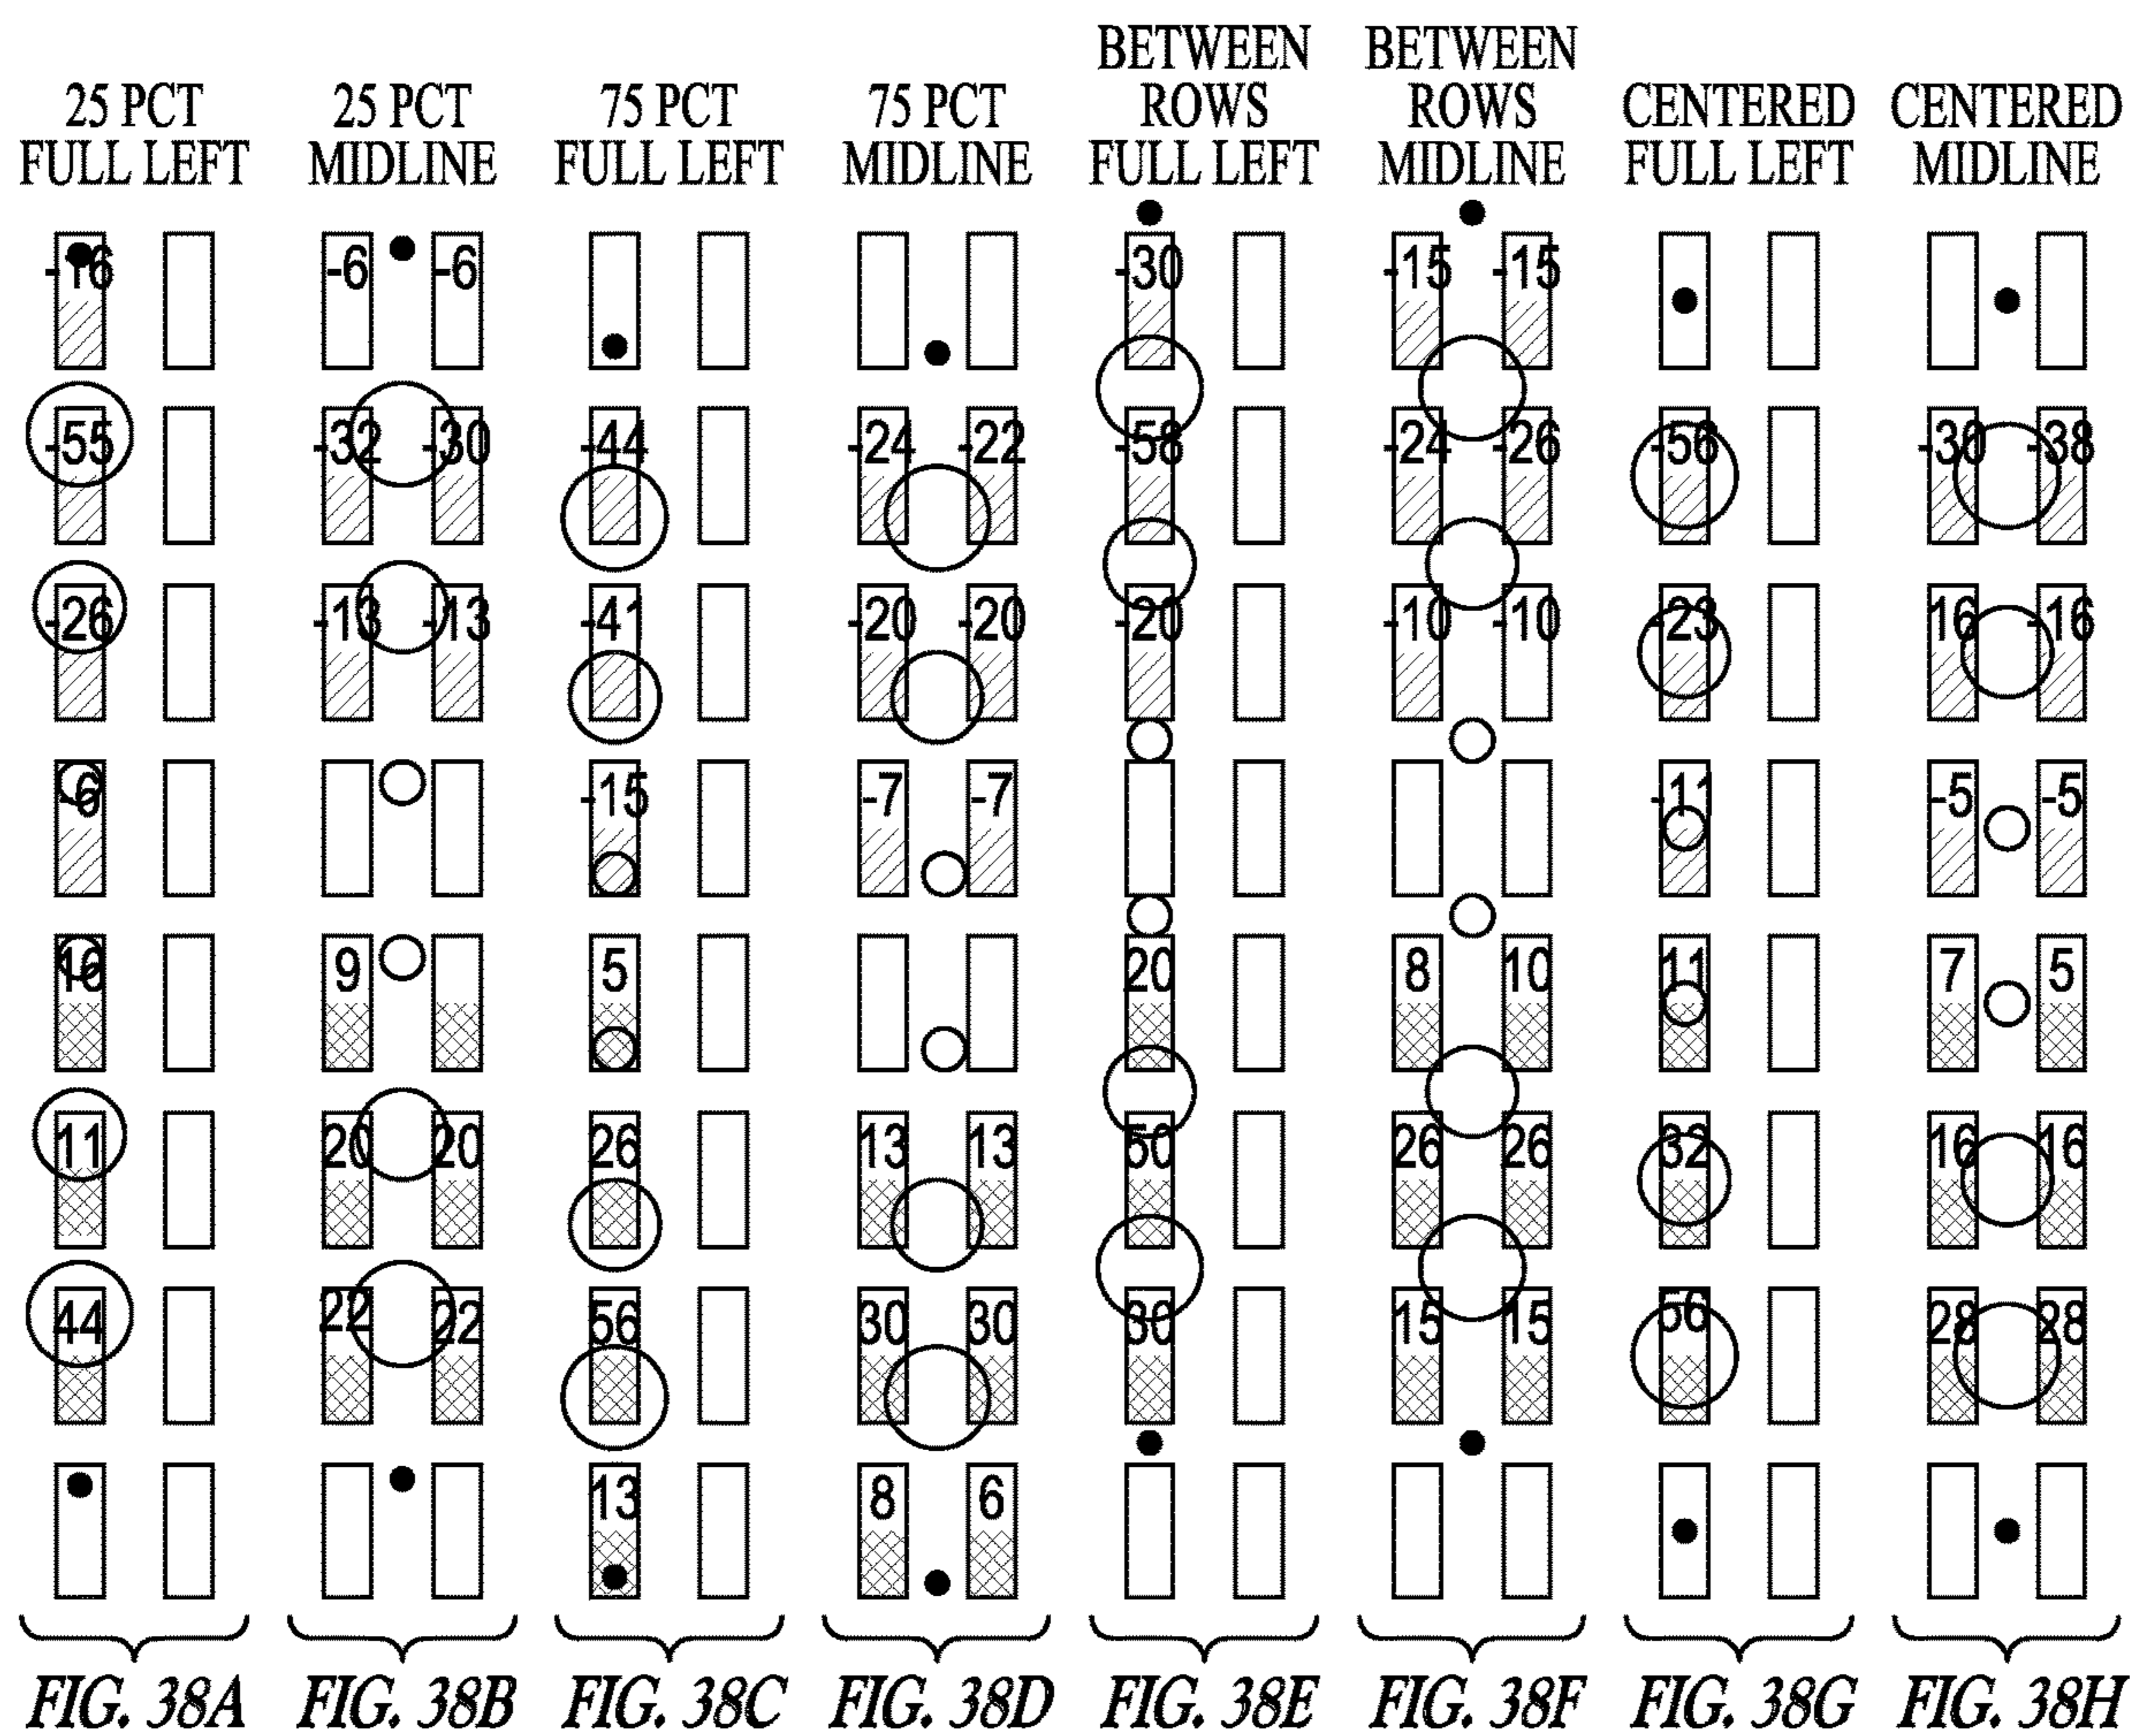 BETWEEN BETWEEN
25 PCT 25 PCT 75 PCT 75 PCT ROWS ROWS CENTERED CENTERED
FULL LEFT MIDLINE FULL LEFT MIDLINE FULL LEFT MIDLINE FULL LEFT MIDLINE
-16 -6 -6 -30 -15 -15
-55 -32 -30 -44 -24 -22 -58 -24 -26 -56 -30 -38
-26 -13 -13 -41 -20 -20 -20 -10 -10 -23 16 -16
-6 -15 -7 -7 -11 -5 -5
16 9 5 20 8 10 11 7 5
11 20 20 26 13 13 50 26 26 32 16 16
44 22 22 56 30 30 30 15 15 56 28 28
13 8 6
FIG. 38A FIG. 38B FIG. 38C FIG. 38D FIG. 38E FIG. 38F FIG. 38G FIG. 38H